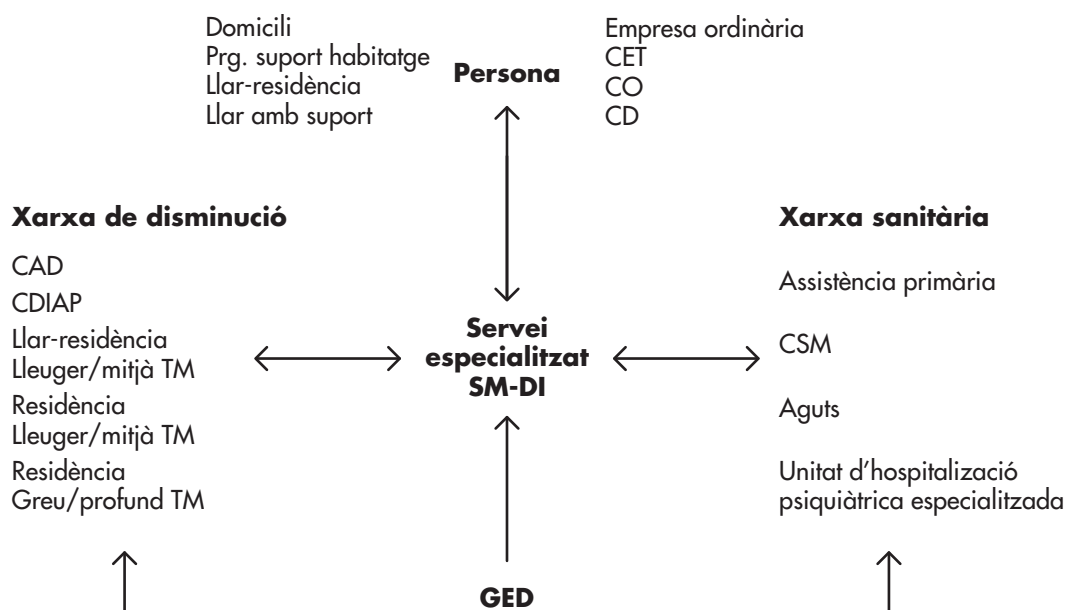 Domicili
Prg. suport habitatge
Llar-residència
Llar amb suport
Persona
Empresa ordinària
CET
CO
CD
Xarxa de disminució
CAD
CDIAP
Llar-residència
Lleuger/mitjà TM
Residència
Lleuger/mitjà TM
Residència
Greu/profund TM
Servei
especialitzat
SM-DI
Xarxa sanitària
Assistència primària
CSM
Aguts
Unitat d’hospitalizació
psiquiàtrica especialitzada
GED